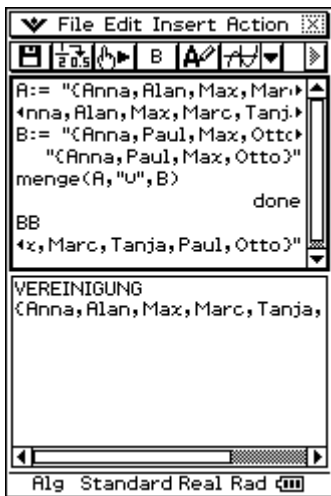 File Edit Insert Action
B
A:= "{Anna,Alan,Max,Mar
nna,Alan,Max,Marc,Tanj
B:= "{Anna,Paul,Max,Otto
"{Anna,Paul,Max,Otto}"
menge(A,"∪",B)
done
BB
x,Marc,Tanja,Paul,Otto}"
VEREINIGUNG
{Anna,Alan,Max,Marc,Tanja,
Alg Standard Real Rad